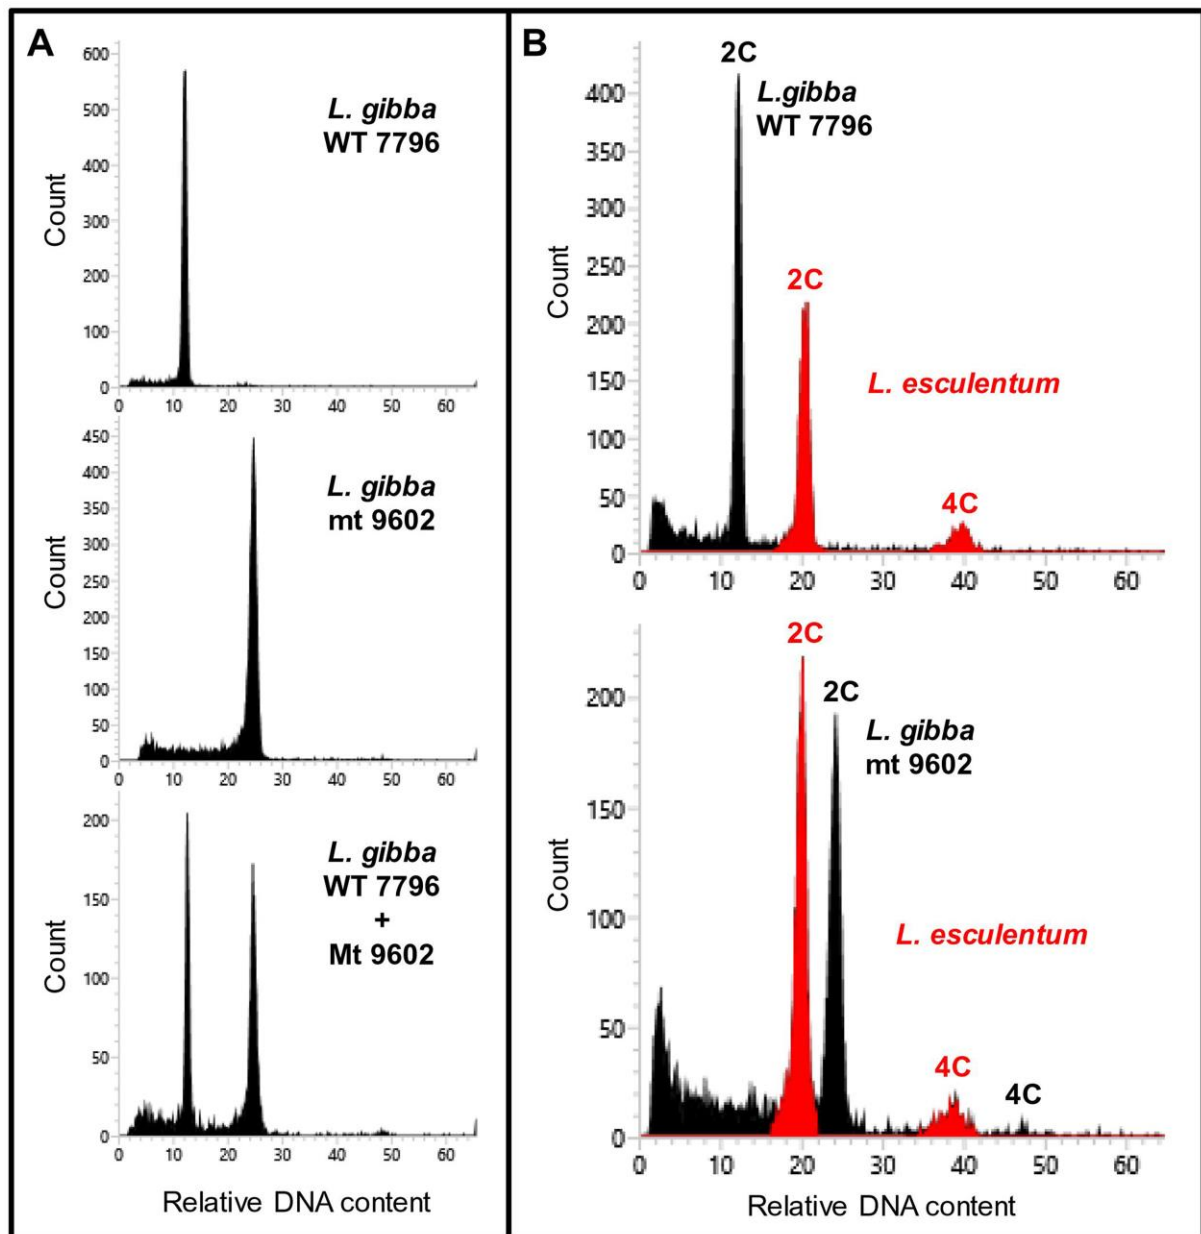 A
600
500
400
300
200
100
0
Count
L. gibba
WT 7796
0 10 20 30 40 50 60
450
400
350
300
250
200
150
100
50
0
Count
L. gibba
mt 9602
0 10 20 30 40 50 60
200
150
100
50
0
Count
L. gibba
WT 7796
+
Mt 9602
0 10 20 30 40 50 60
Relative DNA content
B
2C
L.gibba
WT 7796
400
350
300
250
200
150
100
50
0
Count
2C
L. esculentum
4C
0 10 20 30 40 50 60
2C
2C
L. gibba
mt 9602
200
150
100
50
0
Count
L. esculentum
4C
4C
0 10 20 30 40 50 60
Relative DNA content